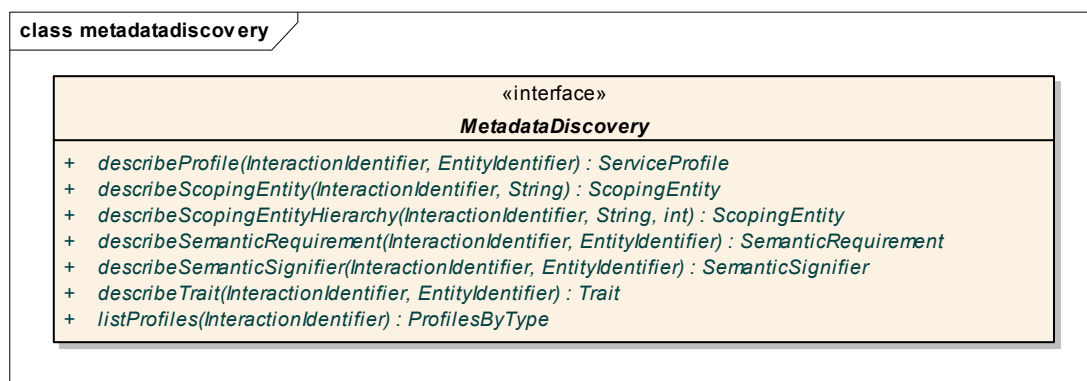 class metadatadiscovery
«interface»
MetadataDiscovery
+ describeProfile(InteractionIdentifier, EntityIdentifier) : ServiceProfile
+ describeScopingEntity(InteractionIdentifier, String) : ScopingEntity
+ describeScopingEntityHierarchy(InteractionIdentifier, String, int) : ScopingEntity
+ describeSemanticRequirement(InteractionIdentifier, EntityIdentifier) : SemanticRequirement
+ describeSemanticSignifier(InteractionIdentifier, EntityIdentifier) : SemanticSignifier
+ describeTrait(InteractionIdentifier, EntityIdentifier) : Trait
+ listProfiles(InteractionIdentifier) : ProfilesByType